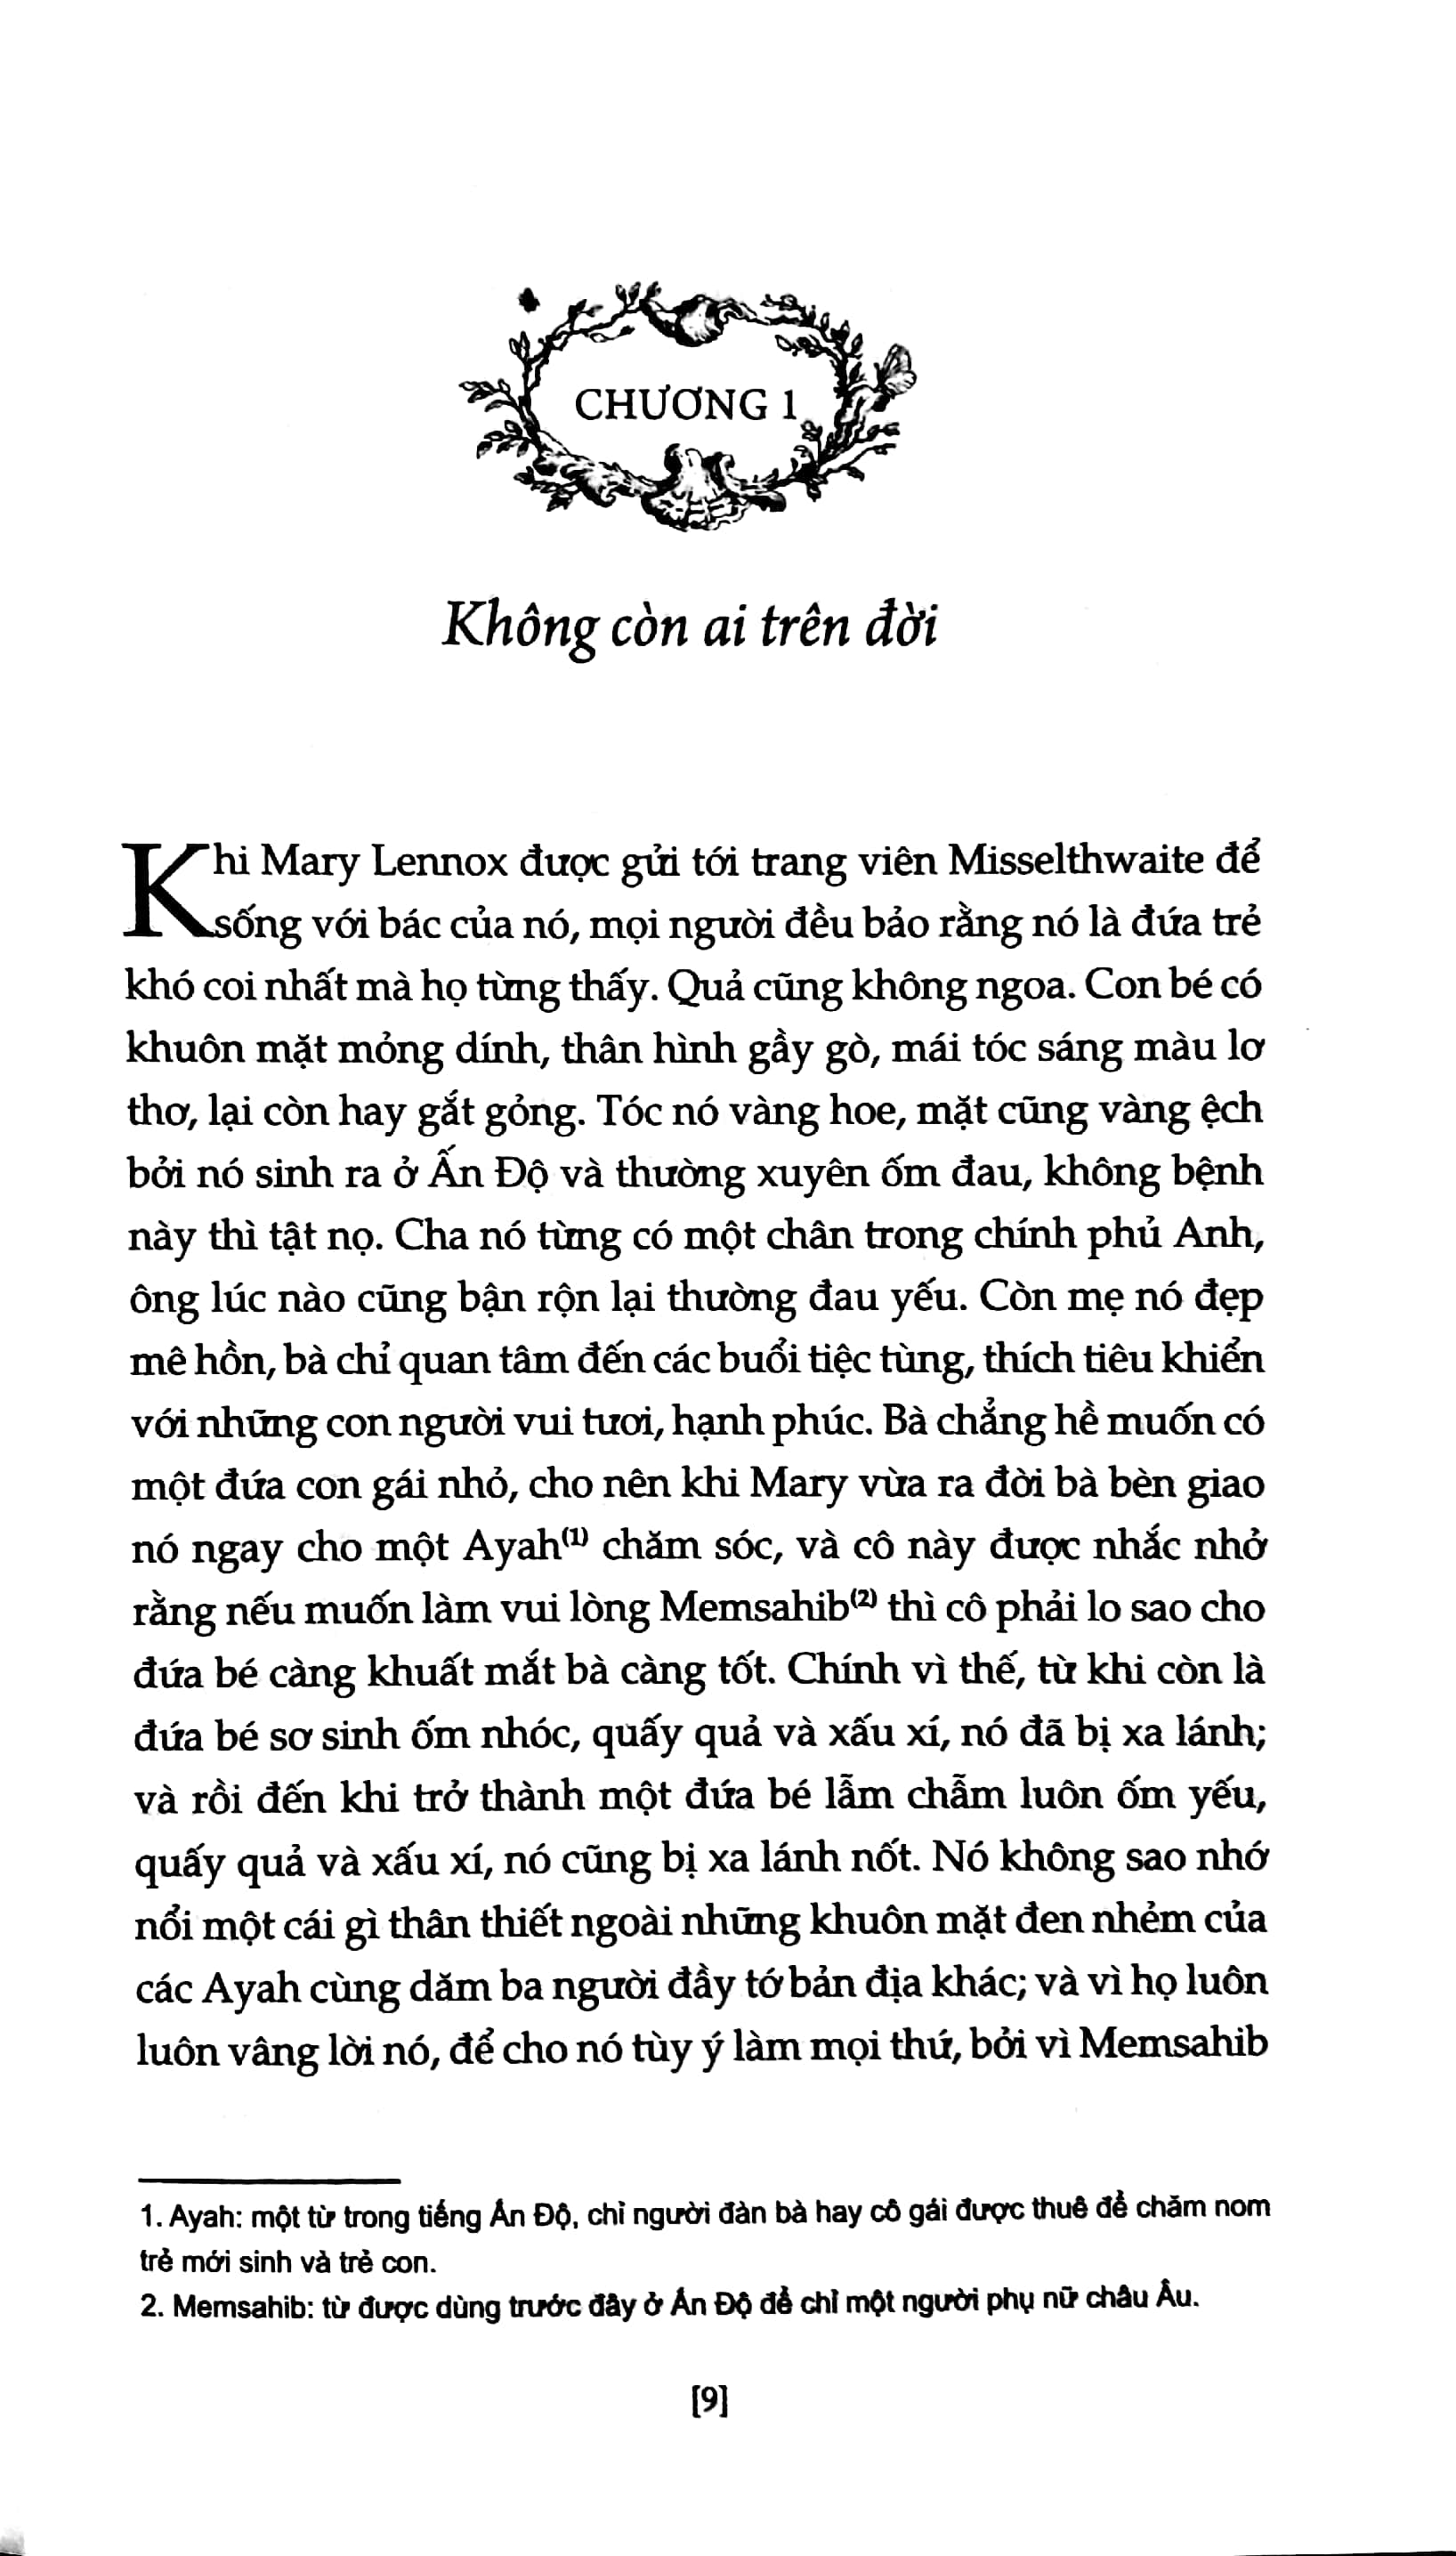 CHƯƠNG 1
Không còn ai trên đời
Khi Mary Lennox được gửi tới trang viên Misselthwaite để
sống với bác của nó, mọi người đều bảo rằng nó là đứa trẻ
khó coi nhất mà họ từng thấy. Quả cũng không ngoa. Con bé có
khuôn mặt mỏng dính, thân hình gầy gò, mái tóc sáng màu lơ
thơ, lại còn hay gắt gỏng. Tóc nó vàng hoe, mặt cũng vàng ệch
bởi nó sinh ra ở Ấn Độ và thường xuyên ốm đau, không bệnh
này thì tật nọ. Cha nó từng có một chân trong chính phủ Anh,
ông lúc nào cũng bận rộn lại thường đau yếu. Còn mẹ nó đẹp
mê hồn, bà chỉ quan tâm đến các buổi tiệc tùng, thích tiêu khiển
với những con người vui tươi, hạnh phúc. Bà chẳng hề muốn có
một đứa con gái nhỏ, cho nên khi Mary vừa ra đời bà bèn giao
nó ngay cho một Ayah(1) chăm sóc, và cô này được nhắc nhở
rằng nếu muốn làm vui lòng Memsahib(2) thì cô phải lo sao cho
đứa bé càng khuất mắt bà càng tốt. Chính vì thế, từ khi còn là
đứa bé sơ sinh ốm nhóc, quấy quả và xấu xí, nó đã bị xa lánh;
và rồi đến khi trở thành một đứa bé lẫm chẫm luôn ốm yếu,
quấy quả và xấu xí, nó cũng bị xa lánh nốt. Nó không sao nhớ
nổi một cái gì thân thiết ngoài những khuôn mặt đen nhẻm của
các Ayah cùng dăm ba người đầy tớ bản địa khác; và vì họ luôn
luôn vâng lời nó, để cho nó tùy ý làm mọi thứ, bởi vì Memsahib
1. Ayah: một từ trong tiếng Ấn Độ, chỉ người đàn bà hay cô gái được thuê để chăm nom
trẻ mới sinh và trẻ con.
2. Memsahib: từ được dùng trước đây ở Ấn Độ để chỉ một người phụ nữ châu Âu.
[9]